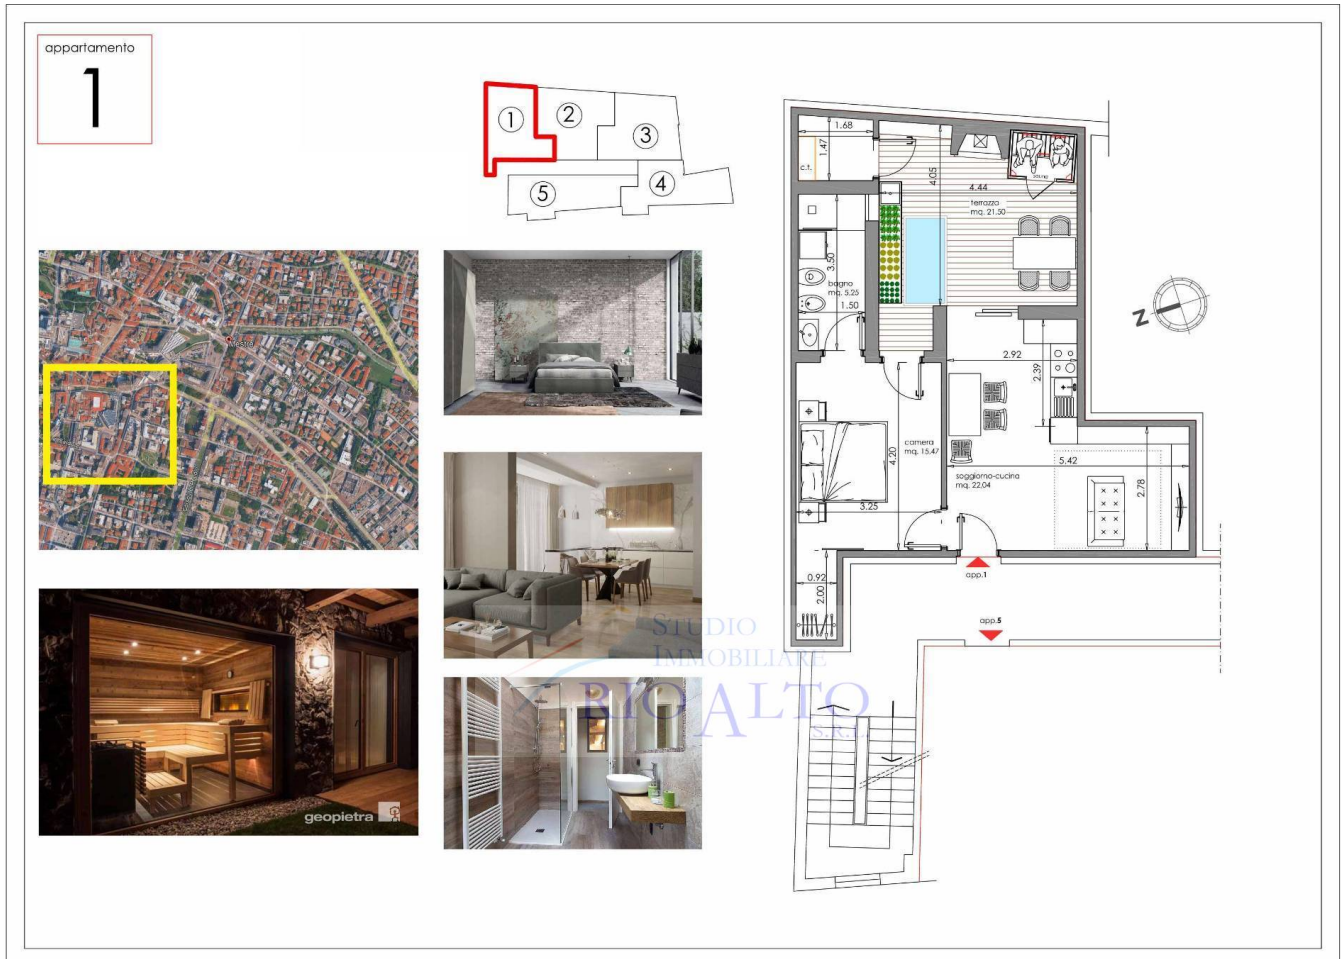 appartamento
1
1
2
3
4
5
Mestre
geopietra
STUDIO
IMMOBILIARE
RIO ALTO
S.R.L.
1.68
1.47
c.t.
4.05
4.44
terrazzo
mq. 21.50
sauna
3.50
bagno
mq. 5.25
1.50
2.92
2.39
camera
mq. 15.47
4.20
3.25
soggiorno-cucina
mq. 22,04
5.42
2.78
0.92
2.00
app.1
app.5
N